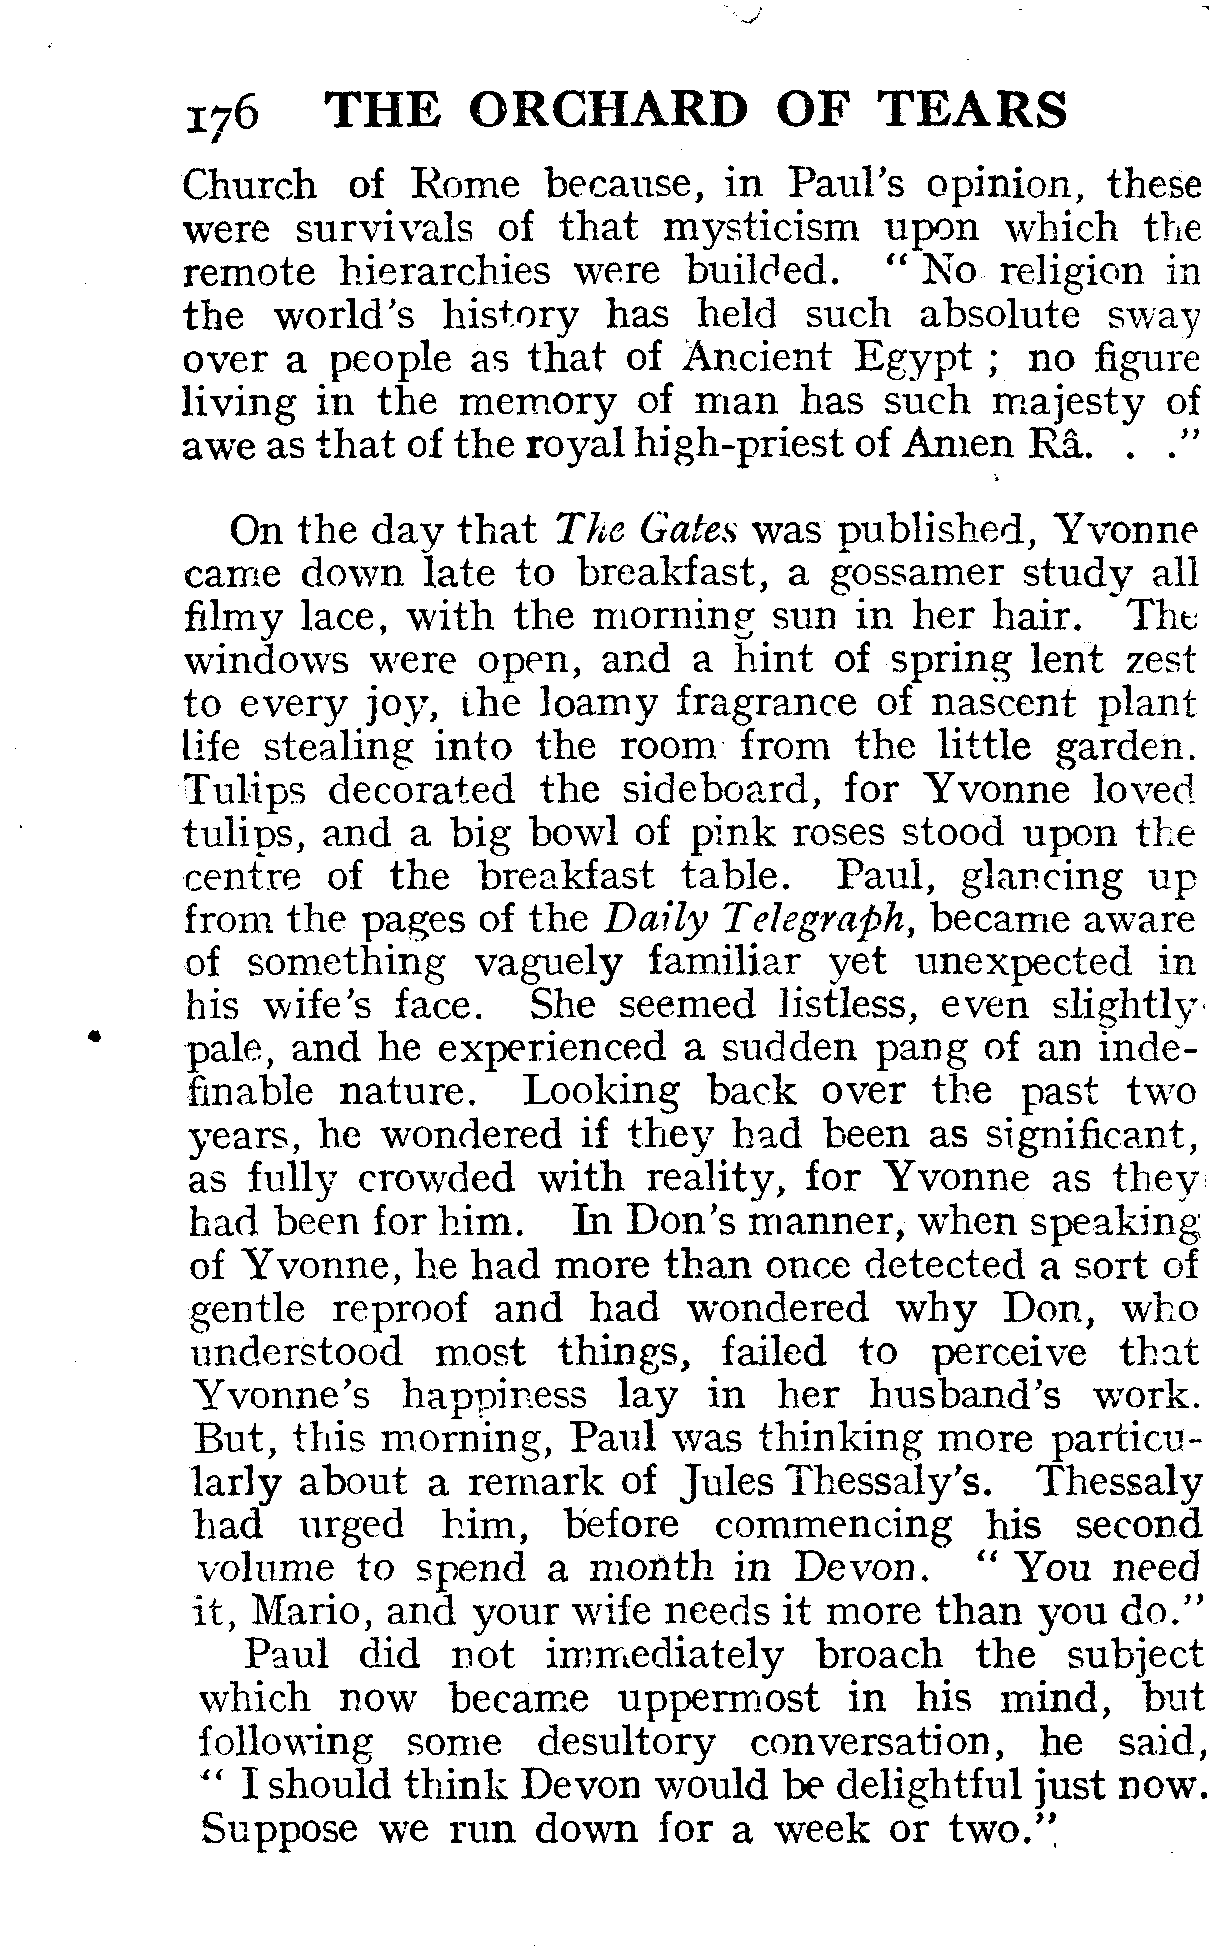 176 THE ORCHARD OF TEARS
Church of Rome because, in Paul's opinion, these
were survivals of that mysticism upon which the
remote hierarchies were builded. " No religion in
the world's history has held such absolute sway
over a people as that of Ancient Egypt ; no figure
living in the memory of man has such majesty of
awe as that of the royal high-priest of Amen Râ. . ."
On the day that The Gates was published, Yvonne
came down late to breakfast, a gossamer study all
filmy lace, with the morning sun in her hair. The
windows were open, and a hint of spring lent zest
to every joy, the loamy fragrance of nascent plant
life stealing into the room from the little garden.
Tulips decorated the sideboard, for Yvonne loved
tulips, and a big bowl of pink roses stood upon the
centre of the breakfast table. Paul, glancing up
from the pages of the Daily Telegraph, became aware
of something vaguely familiar yet unexpected in
his wife's face. She seemed listless, even slightly
pale, and he experienced a sudden pang of an inde-
finable nature. Looking back over the past two
years, he wondered if they had been as significant,
as fully crowded with reality, for Yvonne as they
had been for him. In Don's manner, when speaking
of Yvonne, he had more than once detected a sort of
gentle reproof and had wondered why Don, who
understood most things, failed to perceive that
Yvonne's happiness lay in her husband's work.
But, this morning, Paul was thinking more particu-
larly about a remark of Jules Thessaly's. Thessaly
had urged him, before commencing his second
volume to spend a month in Devon. " You need
it, Mario, and your wife needs it more than you do."
Paul did not immediately broach the subject
which now became uppermost in his mind, but
following some desultory conversation, he said,
" I should think Devon would be delightful just now.
Suppose we run down for a week or two."